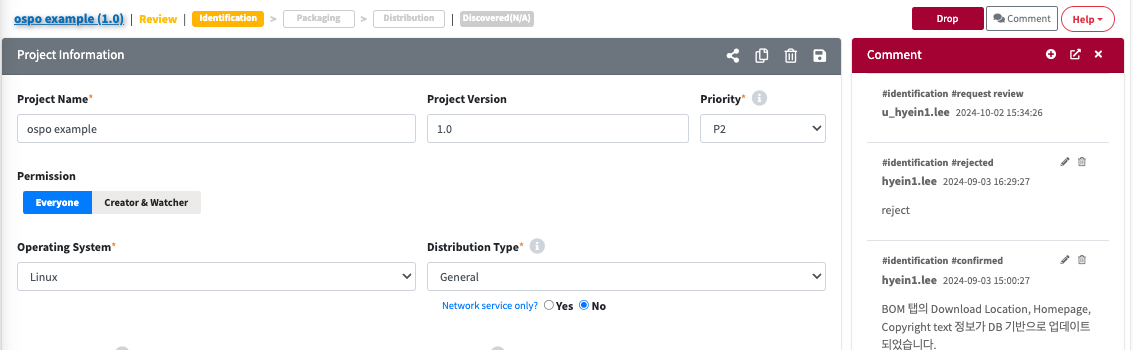 ospo example (1.0) | Review | Identification > Packaging > Distribution | Discovered(N/A)
Drop Comment Help
Project Information
Project Name*
Project Version
Priority*
ospo example
1.0
P2
Permission
Everyone Creator & Watcher
Operating System*
Distribution Type*
Linux
General
Network service only? Yes No
Comment
#identification #request review
u_hyein1.lee 2024-10-02 15:34:26
#identification #rejected
hyein1.lee 2024-09-03 16:29:27
reject
#identification #confirmed
hyein1.lee 2024-09-03 15:00:27
BOM 탭의 Download Location, Homepage,
Copyright text 정보가 DB 기반으로 업데이트
되었습니다.